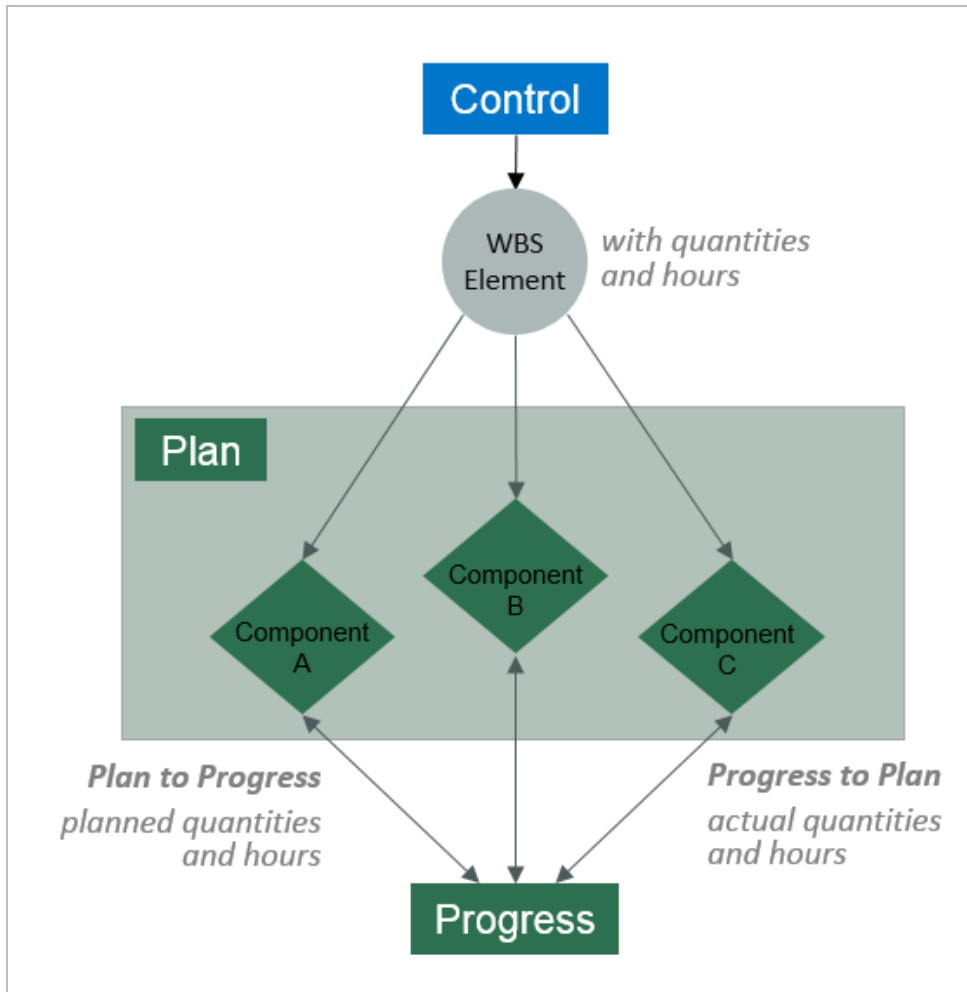 Control
WBS
Element
with quantities
and hours
Plan
Component
A
Component
B
Component
C
Plan to Progress
planned quantities
and hours
Progress to Plan
actual quantities
and hours
Progress